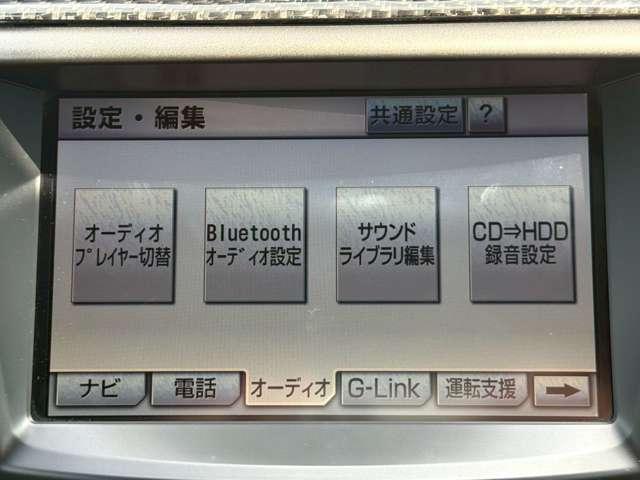 設定・編集
共通設定
?
オーディオ
プレイヤー切替
Bluetooth
オーディオ設定
サウンド
ライブラリ編集
CD⇒HDD
録音設定
ナビ
電話
オーディオ
G-Link
運転支援
➡